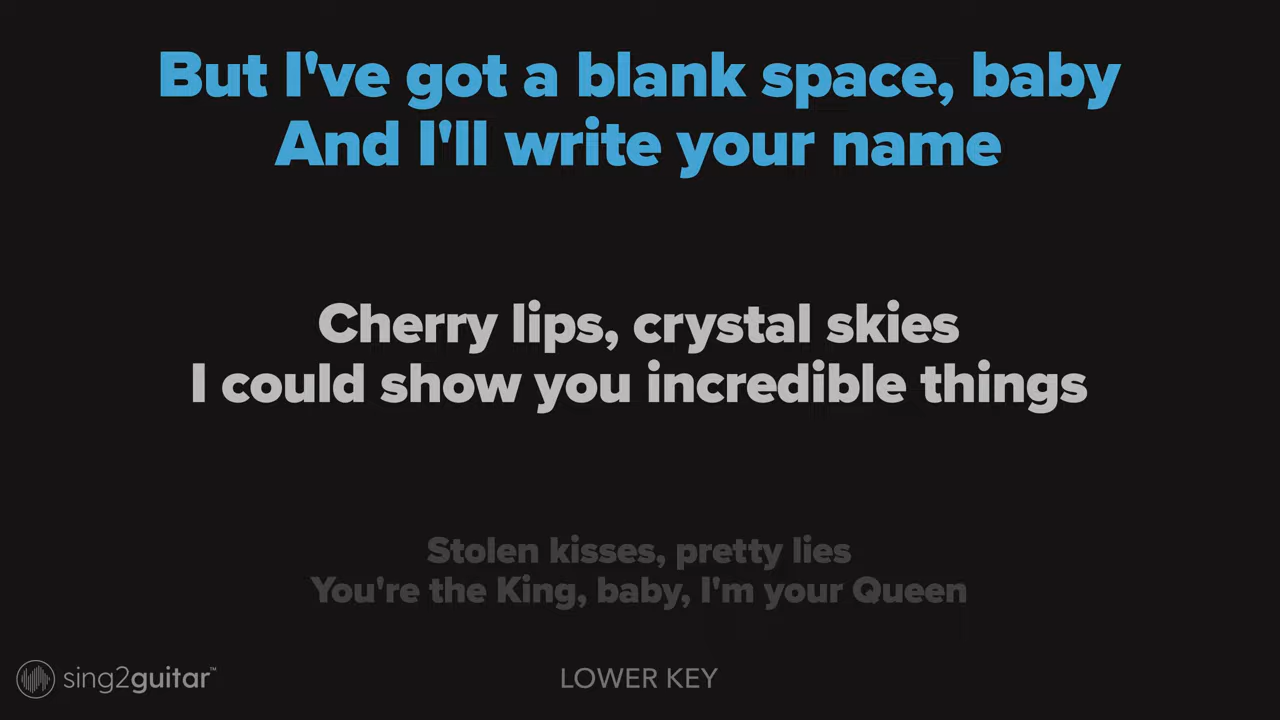 But I've got a blank space, baby
And I'll write your name
Cherry lips, crystal skies
I could show you incredible things
Stolen kisses, pretty lies
You're the King, baby, I'm your Queen
sing2guitar™
LOWER KEY